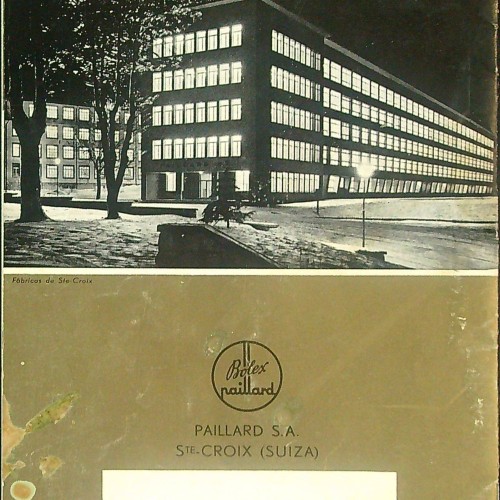 Fábricas de Ste-Croix
Bolex
paillard
PAILLARD S.A.
STE-CROIX (SUIZA)